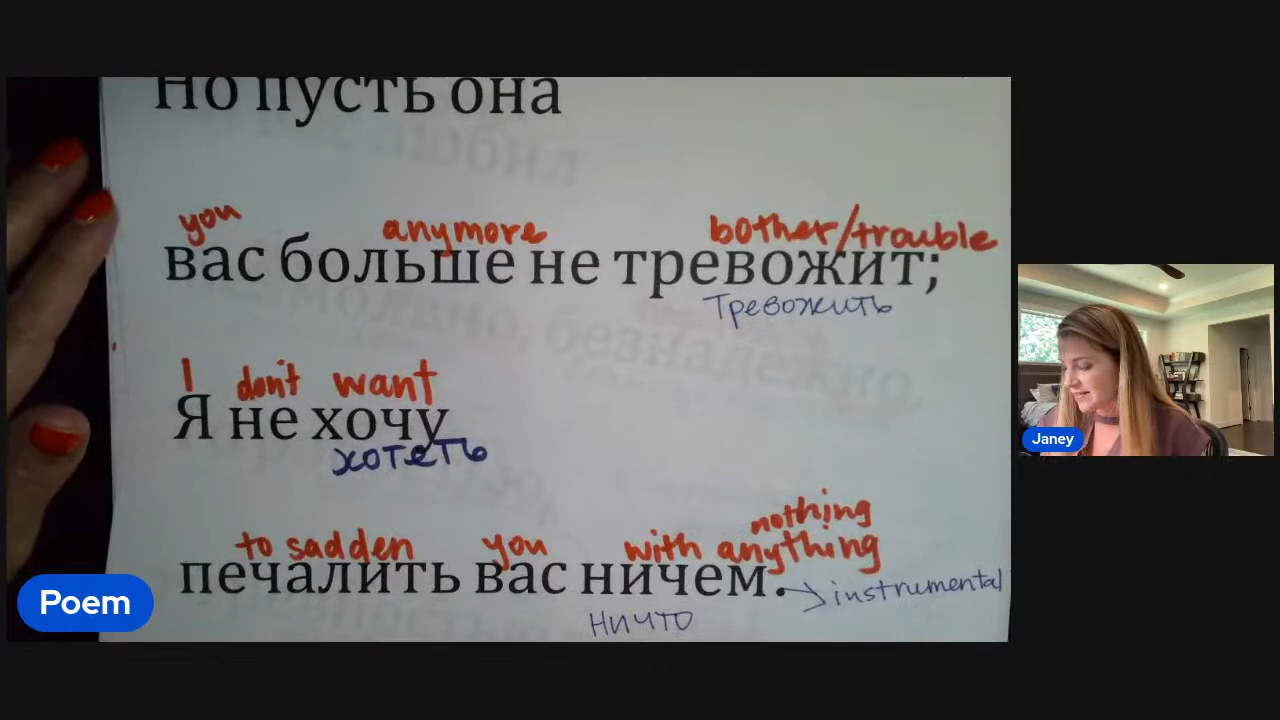 Но пусть она
you anymore bother/trouble
вас больше не тревожит;
Тревожить
I don't want
Я не хочу
хотеть
nothing
to sadden you with anything
печалить вас ничем.
instrumental
ничто
Poem
Janey